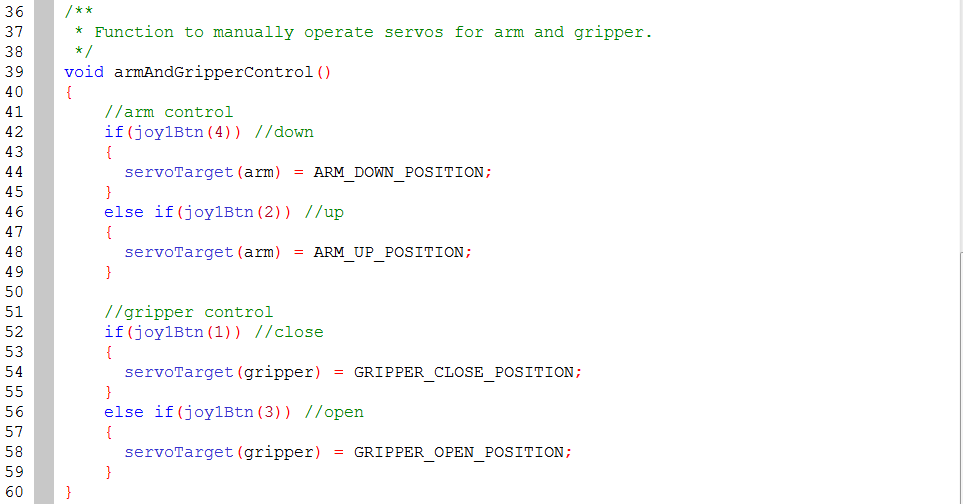 36 /**
37  * Function to manually operate servos for arm and gripper.
38  */
39 void armAndGripperControl()
40 {
41     //arm control
42     if(joy1Btn(4)) //down
43     {
44       servoTarget(arm) = ARM_DOWN_POSITION;
45     }
46     else if(joy1Btn(2)) //up
47     {
48       servoTarget(arm) = ARM_UP_POSITION;
49     }
50
51     //gripper control
52     if(joy1Btn(1)) //close
53     {
54       servoTarget(gripper) = GRIPPER_CLOSE_POSITION;
55     }
56     else if(joy1Btn(3)) //open
57     {
58       servoTarget(gripper) = GRIPPER_OPEN_POSITION;
59     }
60 }